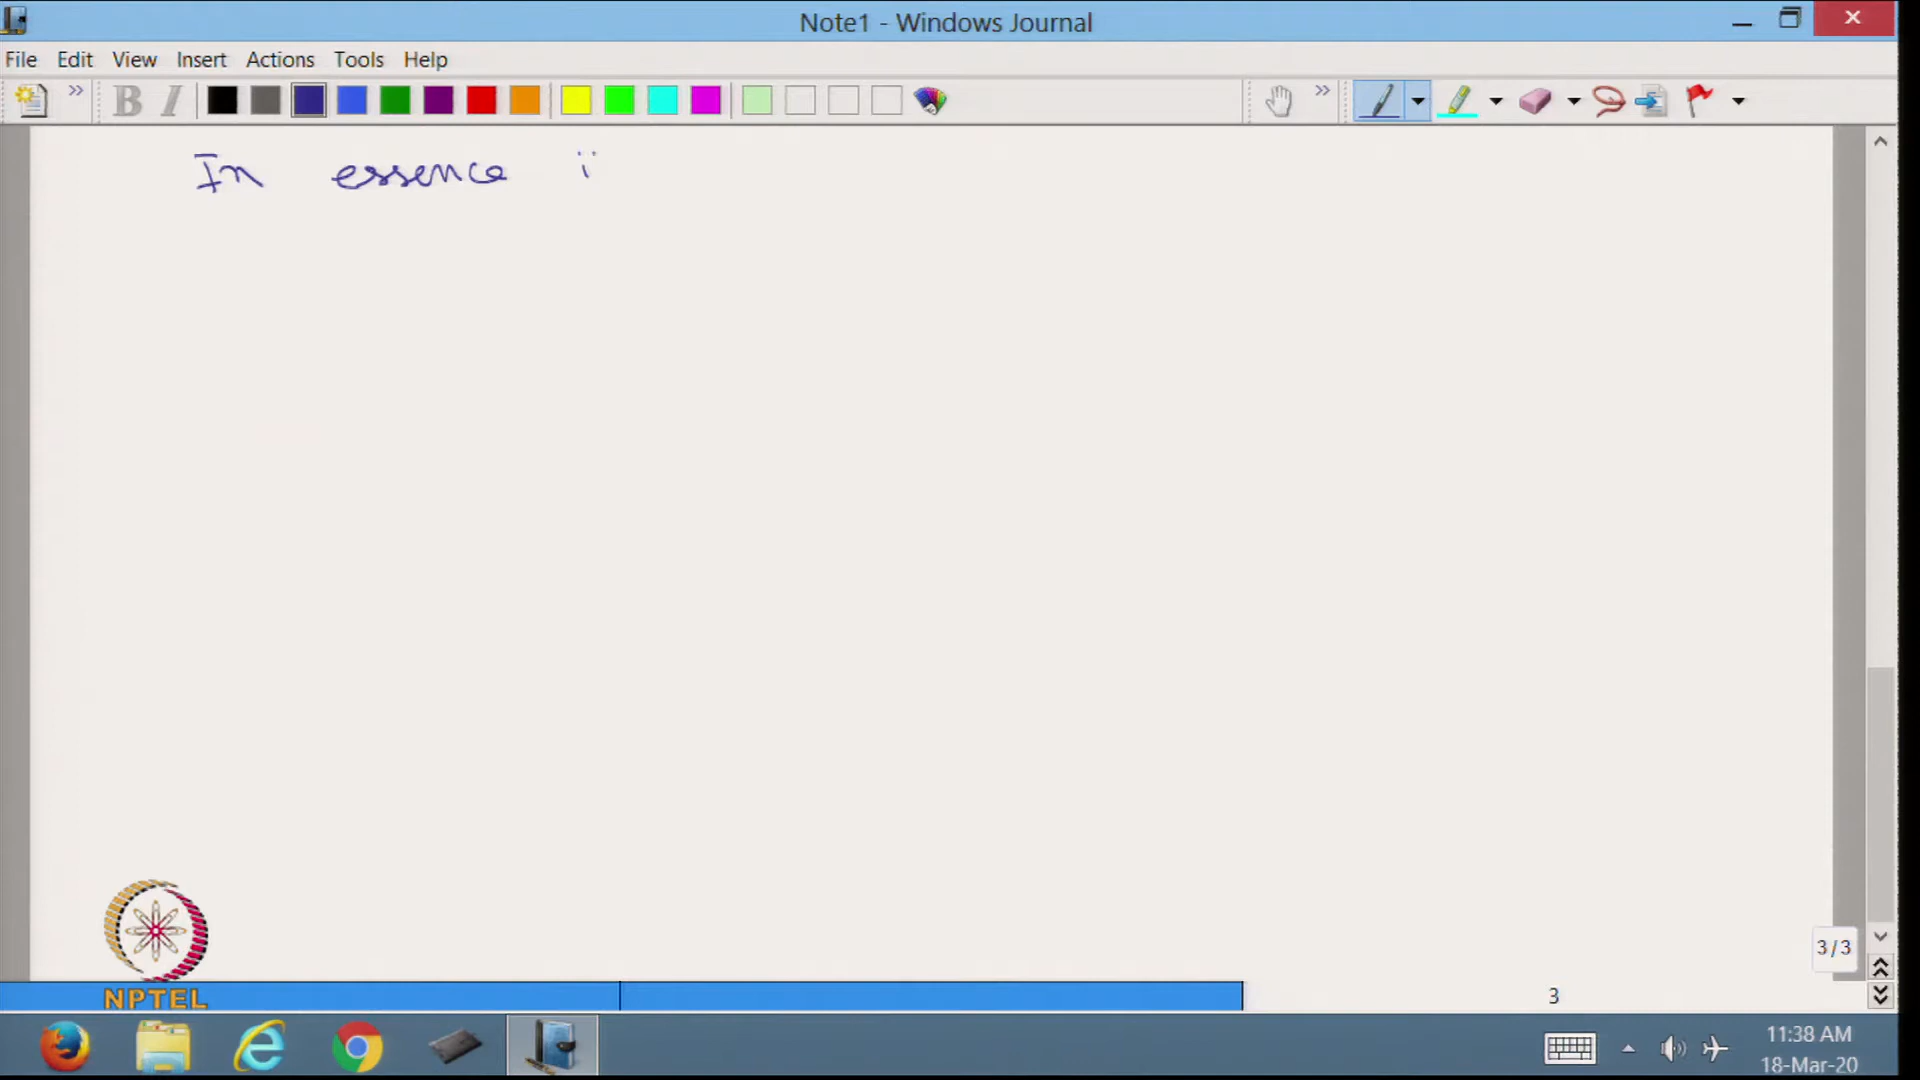 Note1 - Windows Journal
File Edit View Insert Actions Tools Help
B I
In essence
3/3
3
NPTEL
11:38 AM
18-Mar-20